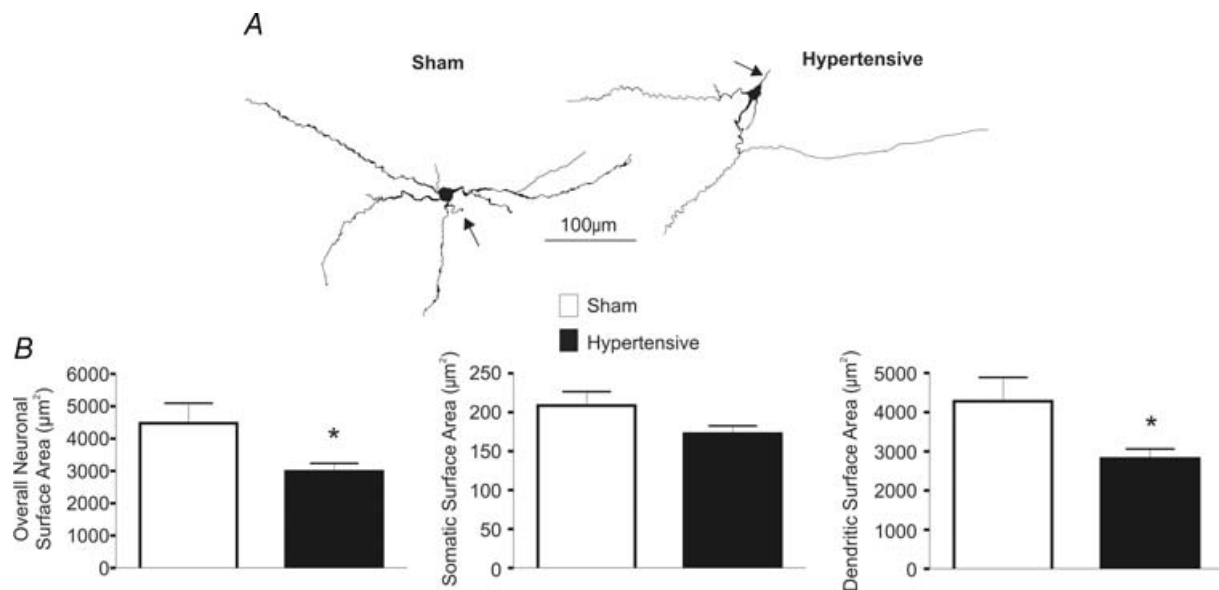 A
Sham
Hypertensive
100µm
Sham
Hypertensive
B
Overall Neuronal
Surface Area (µm²)
6000
5000
4000
3000
2000
1000
0
*
Somatic Surface Area (µm²)
250
200
150
100
50
0
Dendritic Surface Area (µm²)
5000
4000
3000
2000
1000
0
*